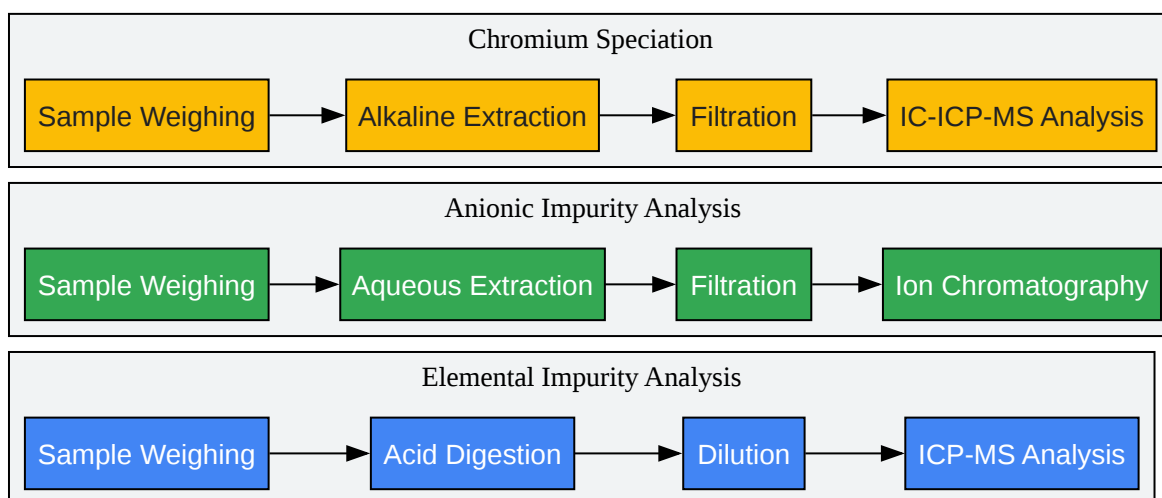 Chromium Speciation
Sample Weighing
Alkaline Extraction
Filtration
IC-ICP-MS Analysis
Anionic Impurity Analysis
Sample Weighing
Aqueous Extraction
Filtration
Ion Chromatography
Elemental Impurity Analysis
Sample Weighing
Acid Digestion
Dilution
ICP-MS Analysis